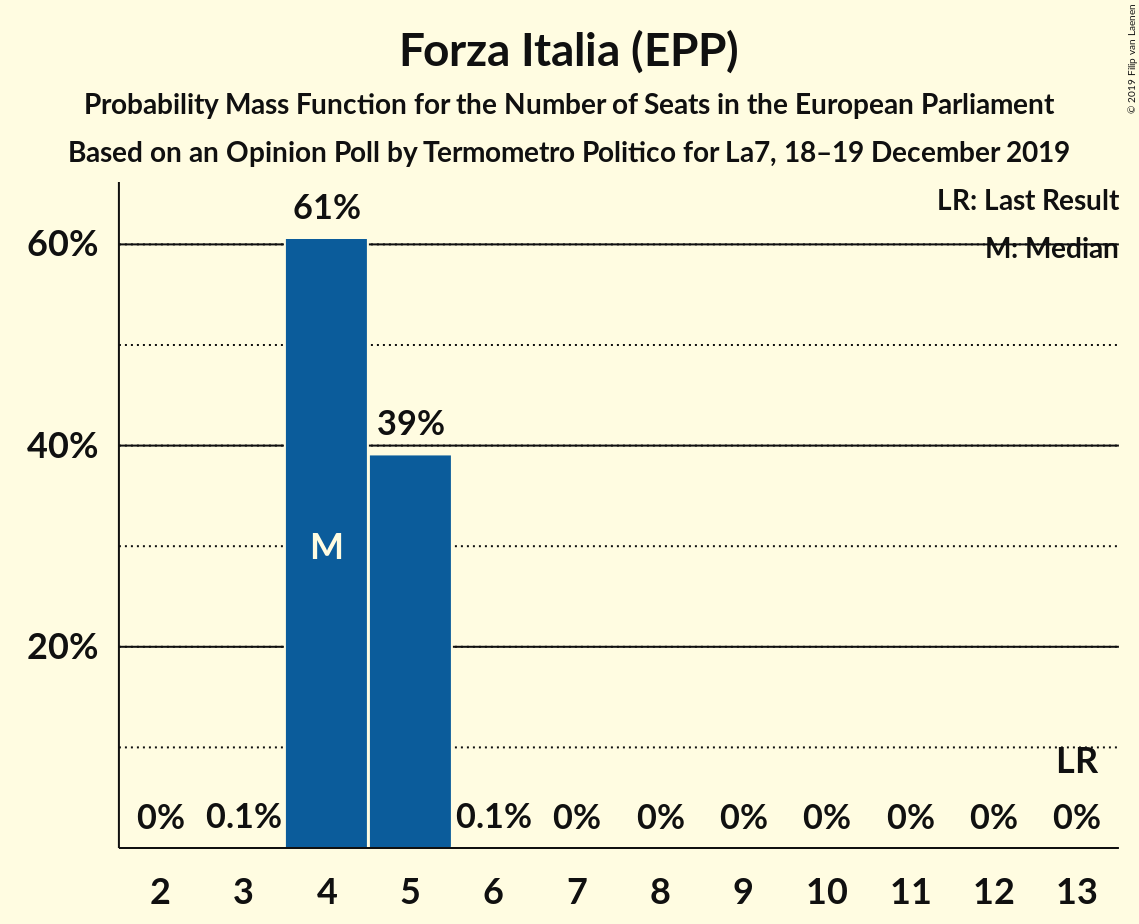 Forza Italia (EPP)
Probability Mass Function for the Number of Seats in the European Parliament
Based on an Opinion Poll by Termometro Politico for La7, 18–19 December 2019
© 2019 Filip van Laenen
LR: Last Result
M: Median
61%
60%
39%
40%
M
20%
LR
0% 0.1% 0.1% 0% 0% 0% 0% 0% 0% 0%
2 3 4 5 6 7 8 9 10 11 12 13